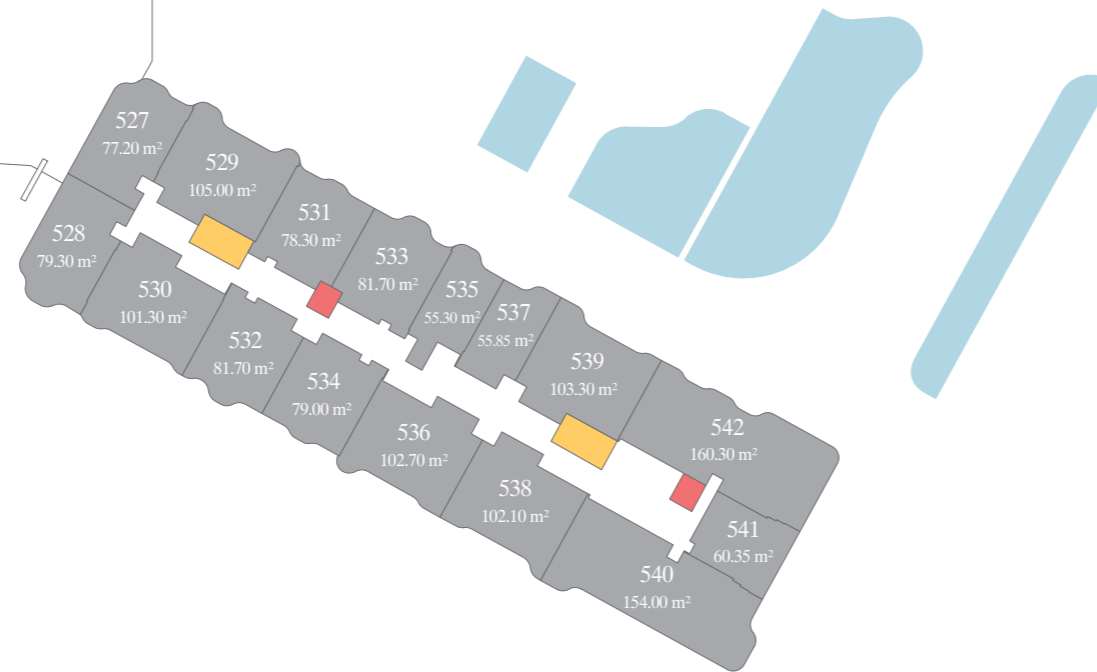 527
77.20 m²
529
105.00 m²
531
78.30 m²
533
81.70 m²
535
55.30 m²
537
55.85 m²
539
103.30 m²
542
160.30 m²
528
79.30 m²
530
101.30 m²
532
81.70 m²
534
79.00 m²
536
102.70 m²
538
102.10 m²
541
60.35 m²
540
154.00 m²